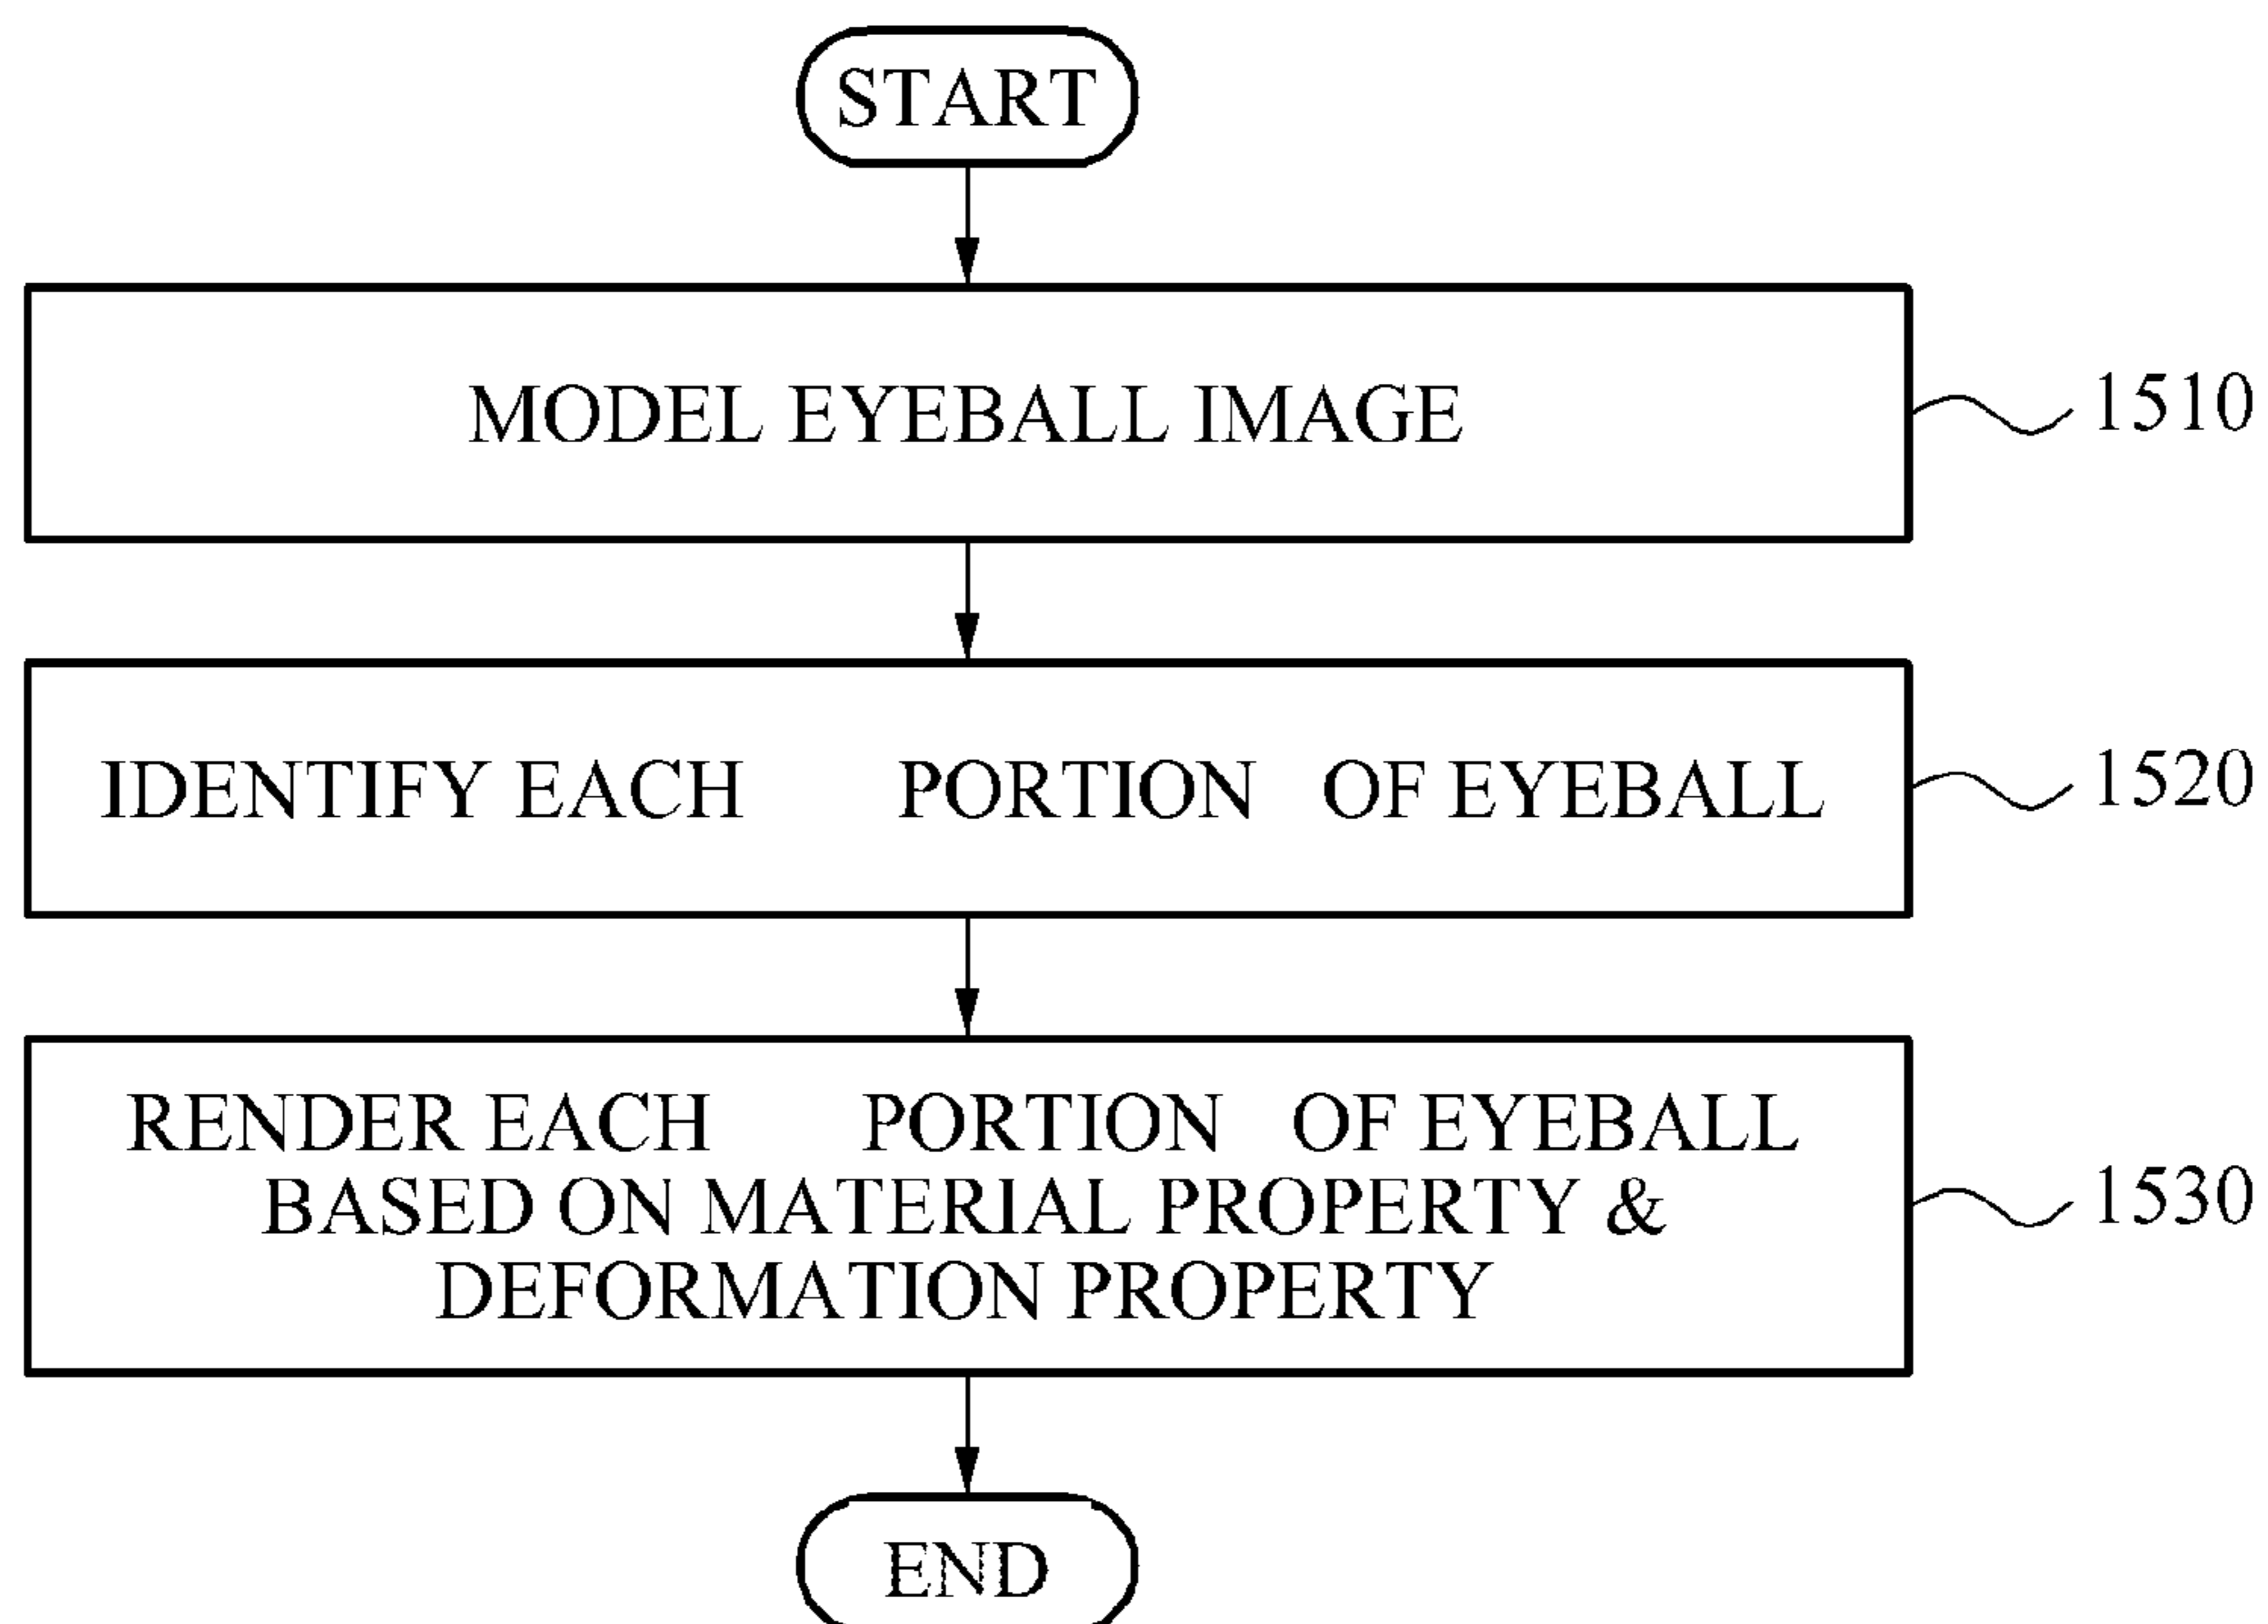 START
MODEL EYEBALL IMAGE
1510
IDENTIFY EACH PORTION OF EYEBALL
1520
RENDER EACH PORTION OF EYEBALL
BASED ON MATERIAL PROPERTY &
DEFORMATION PROPERTY
1530
END